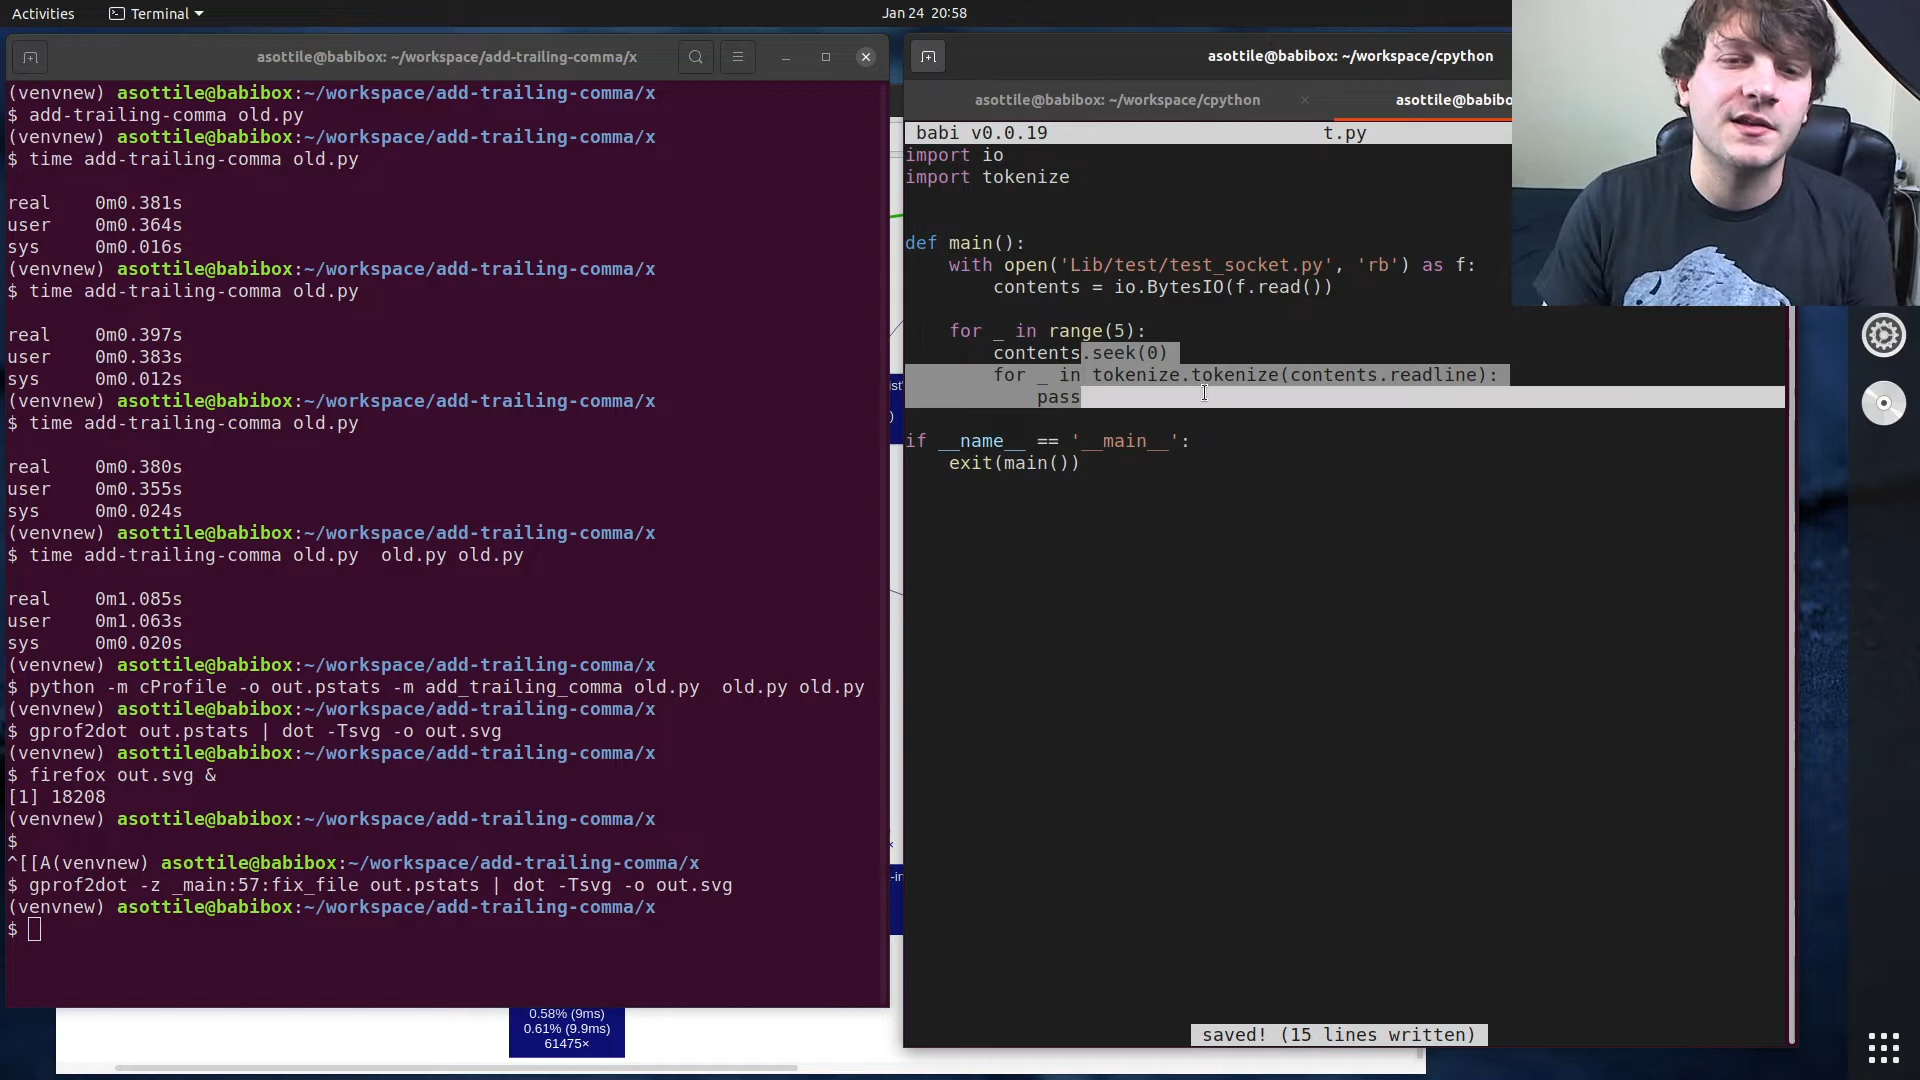 Activities
Terminal
Jan 24 20:58
asottile@babibox: ~/workspace/add-trailing-comma/x
(venvnew) asottile@babibox:~/workspace/add-trailing-comma/x
$ add-trailing-comma old.py
(venvnew) asottile@babibox:~/workspace/add-trailing-comma/x
$ time add-trailing-comma old.py
real    0m0.381s
user    0m0.364s
sys     0m0.016s
(venvnew) asottile@babibox:~/workspace/add-trailing-comma/x
$ time add-trailing-comma old.py
real    0m0.397s
user    0m0.383s
sys     0m0.012s
(venvnew) asottile@babibox:~/workspace/add-trailing-comma/x
$ time add-trailing-comma old.py
real    0m0.380s
user    0m0.355s
sys     0m0.024s
(venvnew) asottile@babibox:~/workspace/add-trailing-comma/x
$ time add-trailing-comma old.py  old.py old.py
real    0m1.085s
user    0m1.063s
sys     0m0.020s
(venvnew) asottile@babibox:~/workspace/add-trailing-comma/x
$ python -m cProfile -o out.pstats -m add_trailing_comma old.py  old.py old.py
(venvnew) asottile@babibox:~/workspace/add-trailing-comma/x
$ gprof2dot out.pstats | dot -Tsvg -o out.svg
(venvnew) asottile@babibox:~/workspace/add-trailing-comma/x
$ firefox out.svg &
[1] 18208
(venvnew) asottile@babibox:~/workspace/add-trailing-comma/x
$
^[[A(venvnew) asottile@babibox:~/workspace/add-trailing-comma/x
$ gprof2dot -z _main:57:fix_file out.pstats | dot -Tsvg -o out.svg
(venvnew) asottile@babibox:~/workspace/add-trailing-comma/x
$
0.58% (9ms)
0.61% (9.9ms)
61475×
asottile@babibox: ~/workspace/cpython
asottile@babibox: ~/workspace/cpython
asottile@babibo
babi v0.0.19
t.py
import io
import tokenize
def main():
    with open('Lib/test/test_socket.py', 'rb') as f:
        contents = io.BytesIO(f.read())
    for _ in range(5):
        contents.seek(0)
        for _ in tokenize.tokenize(contents.readline):
            pass
if __name__ == '__main__':
    exit(main())
saved! (15 lines written)